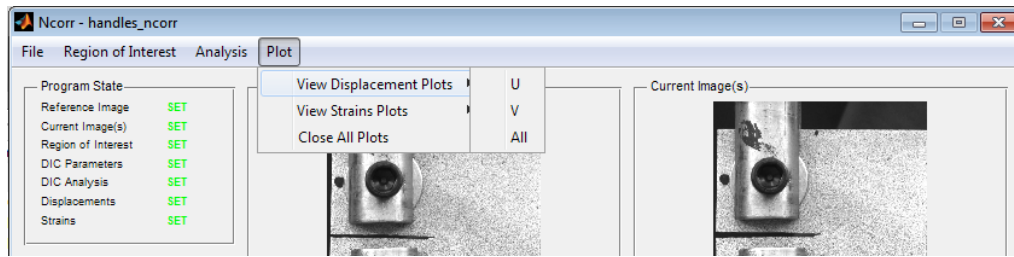 Ncorr - handles_ncorr
File Region of Interest Analysis Plot
View Displacement Plots
View Strains Plots
Close All Plots
U
V
All
Program State
Reference Image SET
Current Image(s) SET
Region of Interest SET
DIC Parameters SET
DIC Analysis SET
Displacements SET
Strains SET
Current Image(s)